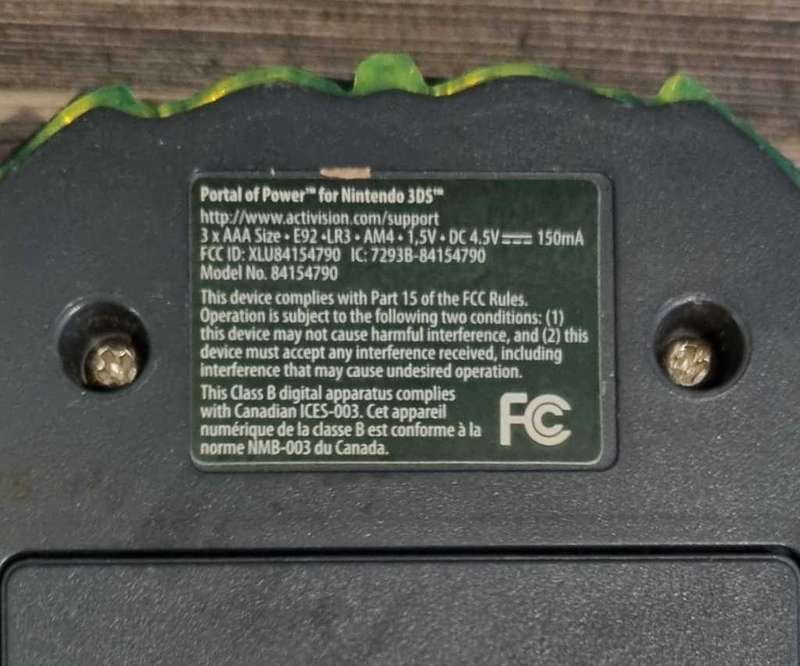 Portal of Power™ for Nintendo 3DS™
http://www.activision.com/support
3 x AAA Size • E92 •LR3 • AM4 • 1,5V • DC 4.5V⎓ 150mA
FCC ID: XLU84154790 IC: 7293B-84154790
Model No. 84154790
This device complies with Part 15 of the FCC Rules.
Operation is subject to the following two conditions: (1)
this device may not cause harmful interference, and (2) this
device must accept any interference received, including
interference that may cause undesired operation.
This Class B digital apparatus complies
with Canadian ICES-003. Cet appareil
numérique de la classe B est conforme à la
norme NMB-003 du Canada.
FC